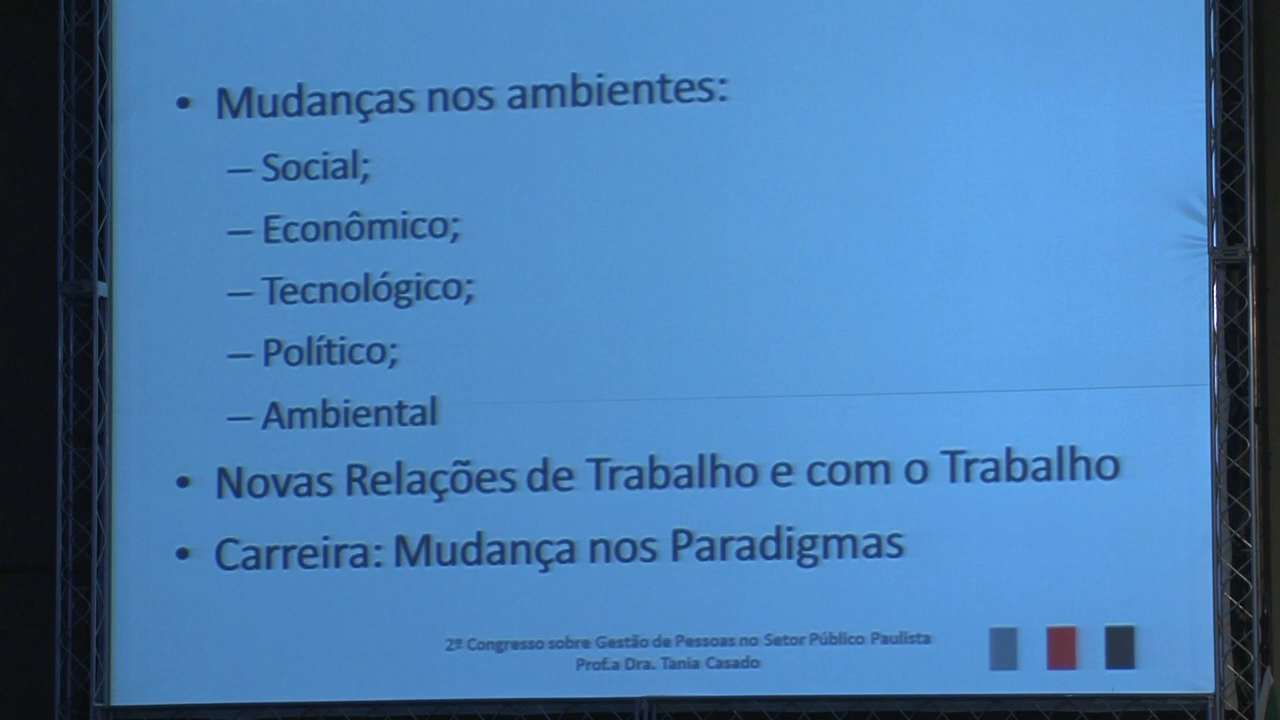 • Mudanças nos ambientes:
– Social;
– Econômico;
– Tecnológico;
– Político;
– Ambiental
• Novas Relações de Trabalho e com o Trabalho
• Carreira: Mudança nos Paradigmas
2º Congresso sobre Gestão de Pessoas no Setor Público Paulista
Prof.a Dra. Tania Casado